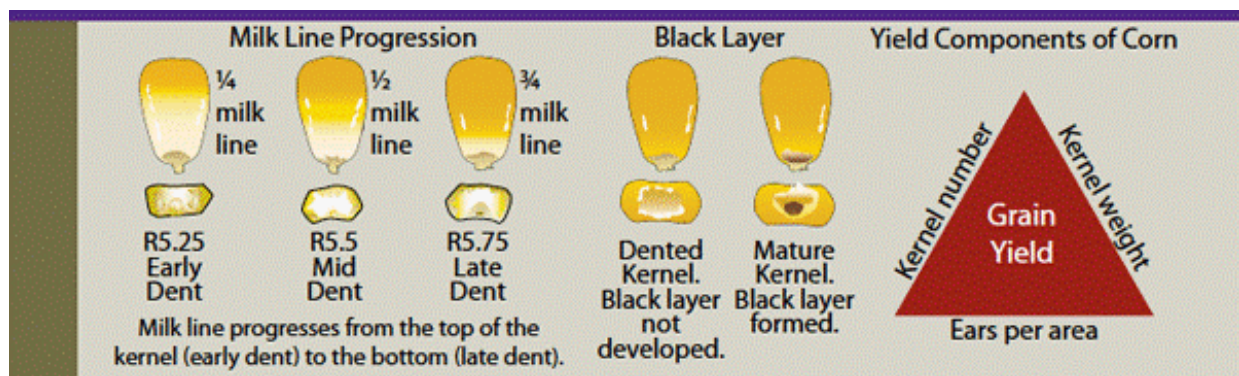 Milk Line Progression
¼
milk
line
½
milk
line
¾
milk
line
R5.25
Early
Dent
R5.5
Mid
Dent
R5.75
Late
Dent
Milk line progresses from the top of the
kernel (early dent) to the bottom (late dent).
Black Layer
Dented
Kernel.
Black layer
not
developed.
Mature
Kernel.
Black layer
formed.
Yield Components of Corn
Kernel number
Kernel weight
Grain
Yield
Ears per area